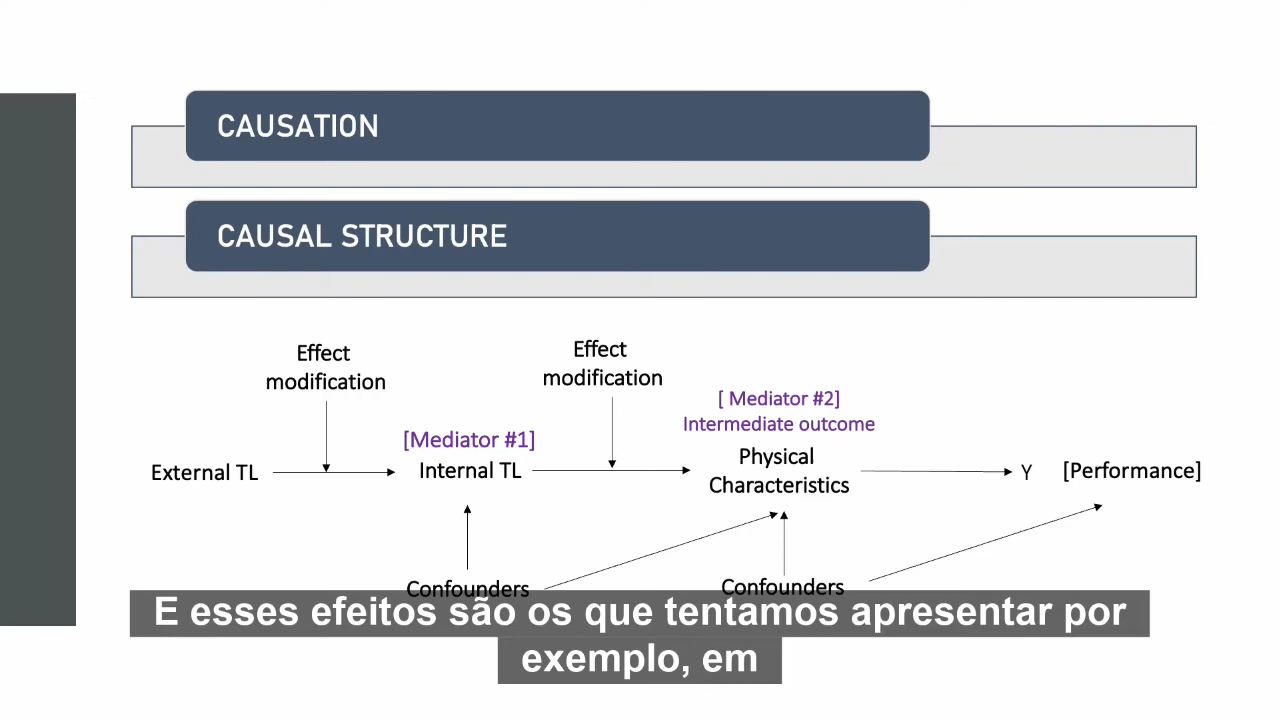 CAUSATION
CAUSAL STRUCTURE
Effect
modification
Effect
modification
[ Mediator #2]
Intermediate outcome
[Mediator #1]
External TL
Internal TL
Physical
Characteristics
Y
[Performance]
Confounders
Confounders
E esses efeitos são os que tentamos apresentar por
exemplo, em